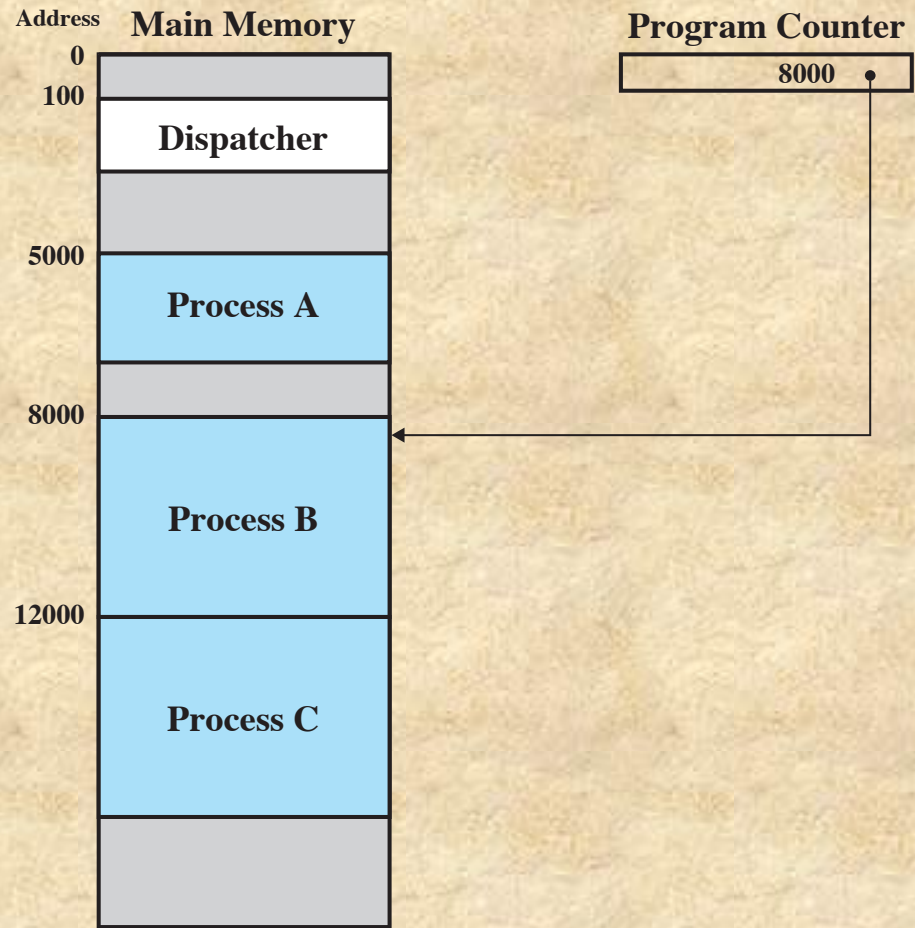 Address
Main Memory
Program Counter
0
8000
100
Dispatcher
5000
Process A
8000
Process B
12000
Process C